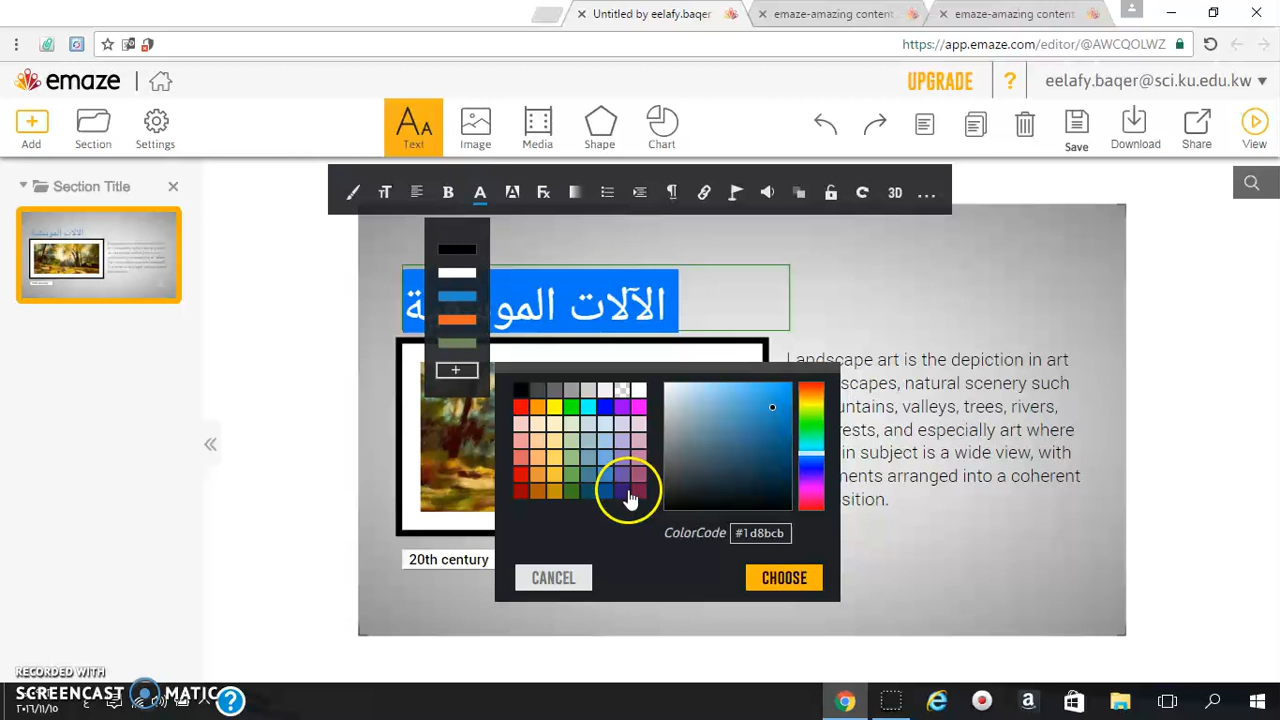 Untitled by eelafy.baqer
emaze-amazing content
emaze-amazing content
https://app.emaze.com/editor/@AWCQOLWZ
emaze
UPGRADE
?
eelafy.baqer@sci.ku.edu.kw
Add
Section
Settings
Text
Image
Media
Shape
Chart
Save
Download
Share
View
Section Title
3D
الآلات
Landscape art is the depiction in art
scapes, natural scenery such
untains, valleys, trees, rivers,
rests, and especially art where
in subject is a wide view, with
ments arranged into a coherent
sition.
20th century
ColorCode #1d8bcb
CANCEL
CHOOSE
RECORDED WITH
SCREENCAST MATIC